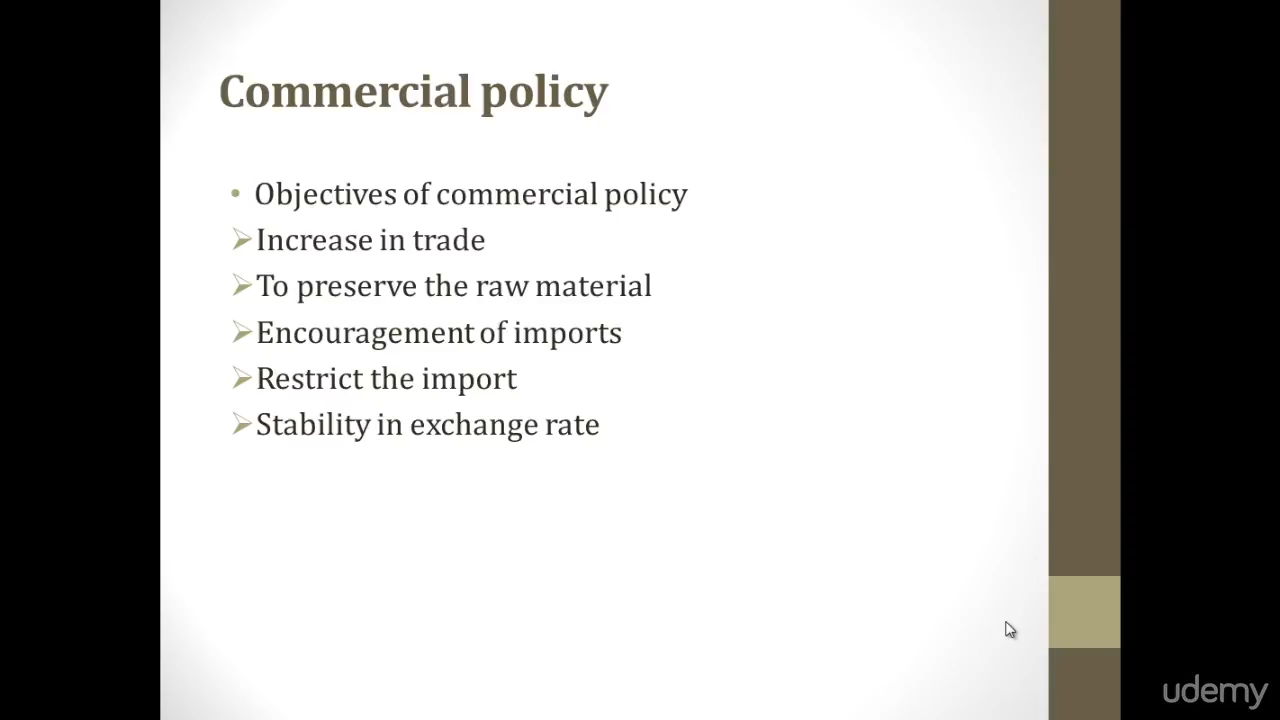 Commercial policy
• Objectives of commercial policy
➢Increase in trade
➢To preserve the raw material
➢Encouragement of imports
➢Restrict the import
➢Stability in exchange rate
udemy